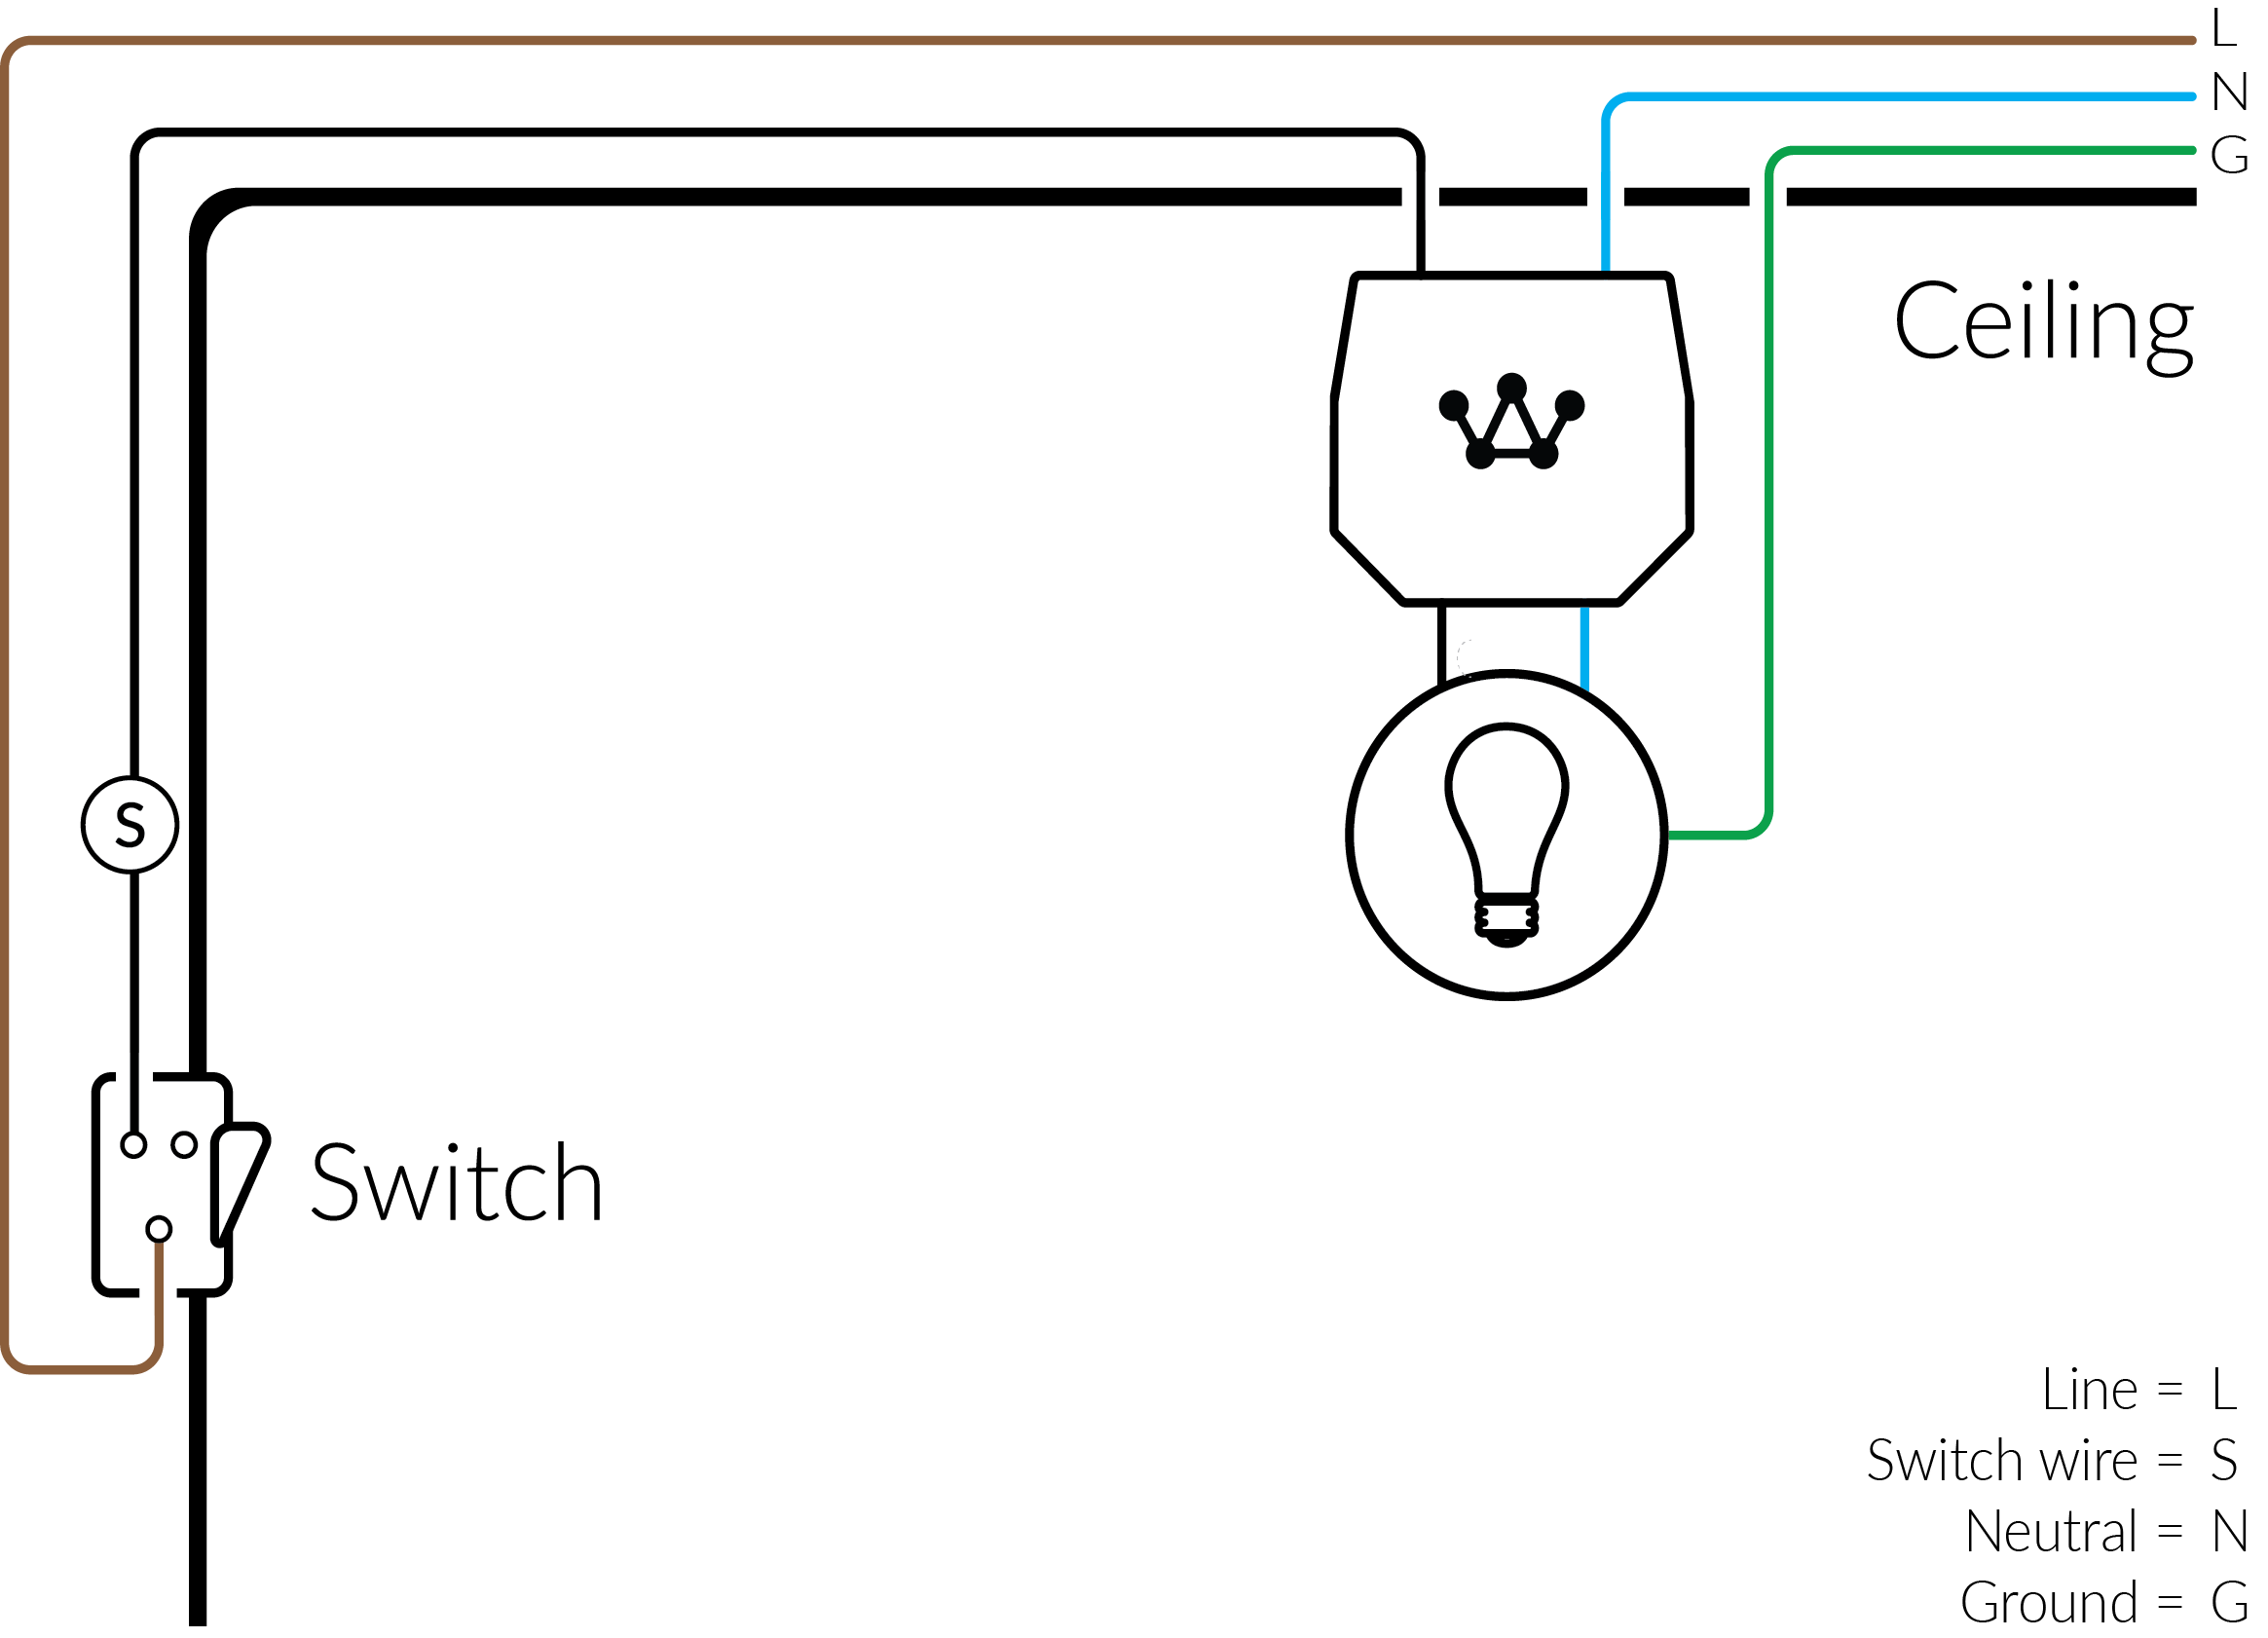 L
N
G
Ceiling
S
Switch
Line = L
Switch wire = S
Neutral = N
Ground = G